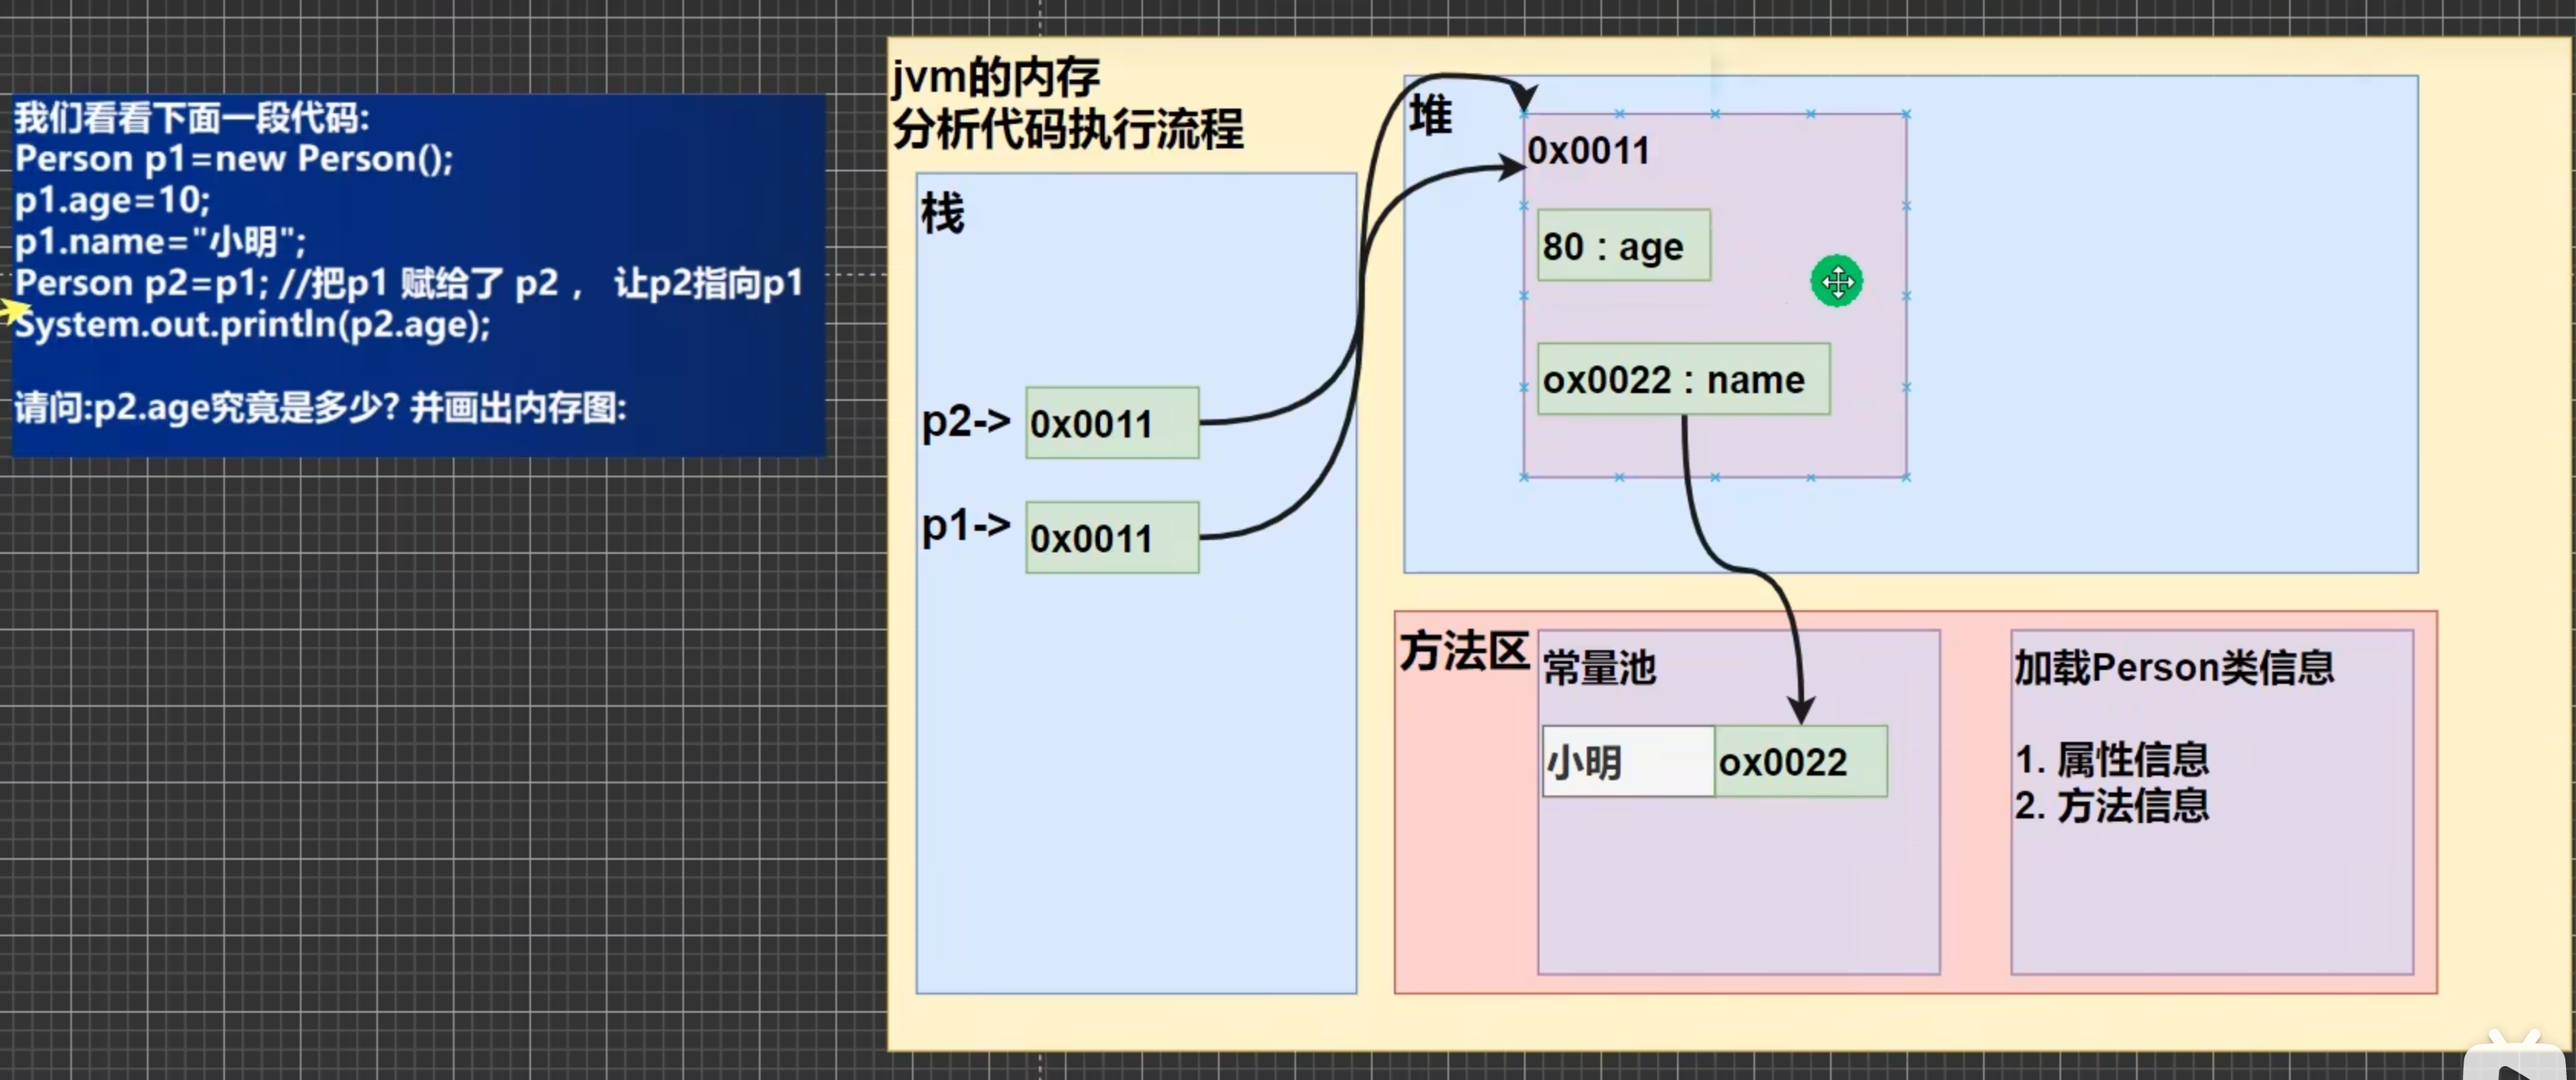 我们看看下面一段代码:
Person p1=new Person();
p1.age=10;
p1.name="小明";
Person p2=p1; //把p1 赋给了 p2 ， 让p2指向p1
System.out.println(p2.age);
请问:p2.age究竟是多少? 并画出内存图:
jvm的内存
分析代码执行流程
栈
p2-> 0x0011
p1-> 0x0011
堆
0x0011
80 : age
ox0022 : name
方法区
常量池
小明 ox0022
加载Person类信息
1. 属性信息
2. 方法信息